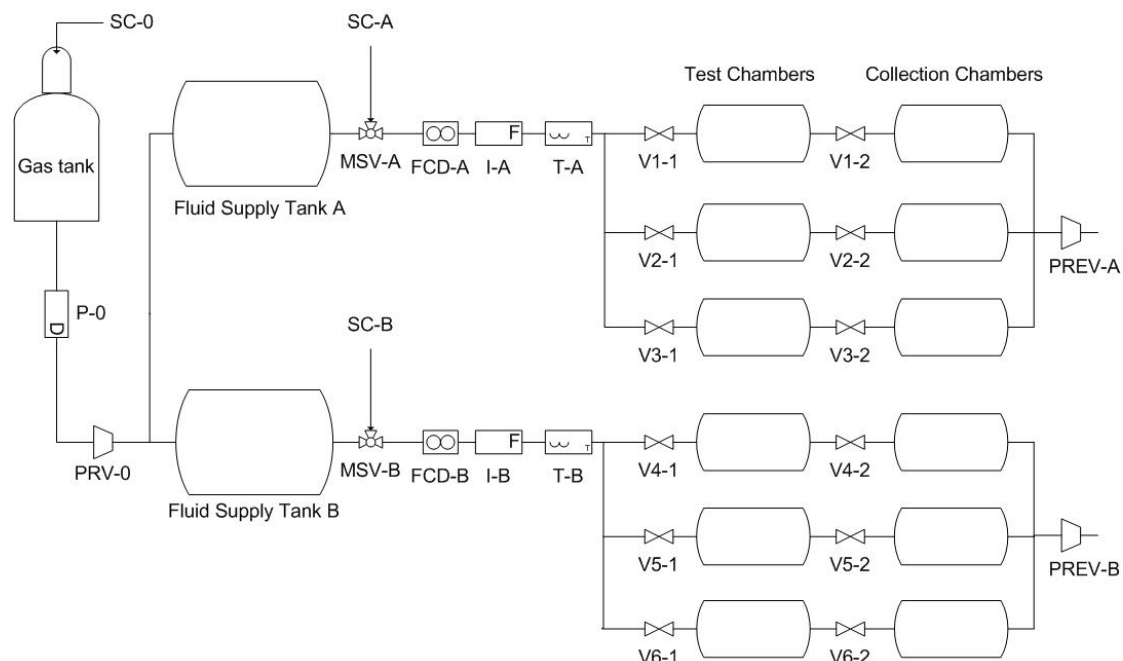 SC-0
SC-A
Test Chambers
Collection Chambers
Gas tank
F
T
MSV-A
FCD-A
I-A
T-A
V1-1
V1-2
Fluid Supply Tank A
V2-1
V2-2
PREV-A
P-0
D
SC-B
V3-1
V3-2
F
T
PRV-0
MSV-B
FCD-B
I-B
T-B
V4-1
V4-2
Fluid Supply Tank B
V5-1
V5-2
PREV-B
V6-1
V6-2